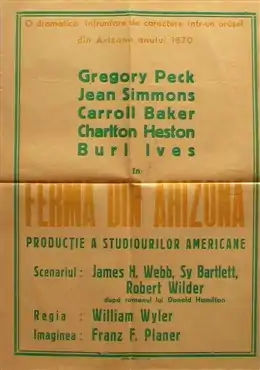 O dramatică înfruntare de caractere într-un orășel
din Arizona anului 1870
Gregory Peck
Jean Simmons
Carroll Baker
Charlton Heston
Burl Ives
în
FERMA DIN ARIZONA
PRODUCȚIE A STUDIOURILOR AMERICANE
Scenariul: James H. Webb, Sy Bartlett,
Robert Wilder
după romanul lui Donald Hamilton
Regia: William Wyler
Imaginea: Franz F. Planer